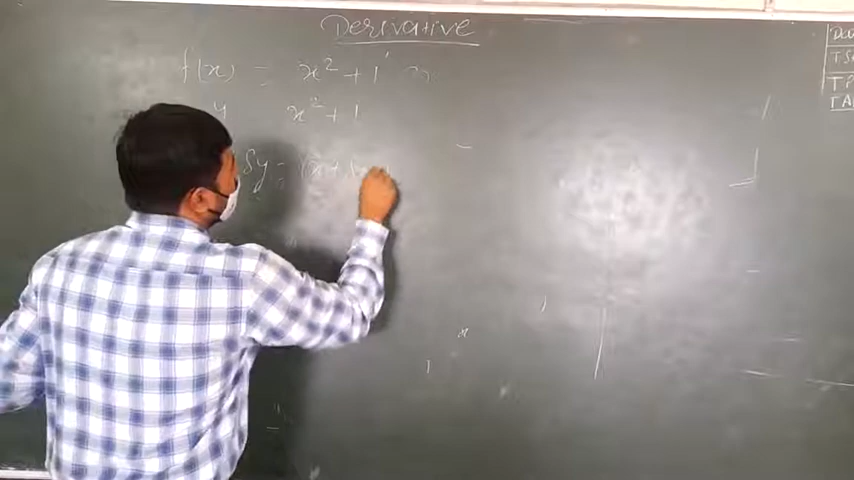 Derivative
f(x) = x² + 1
y x² + 1
δy = (x +